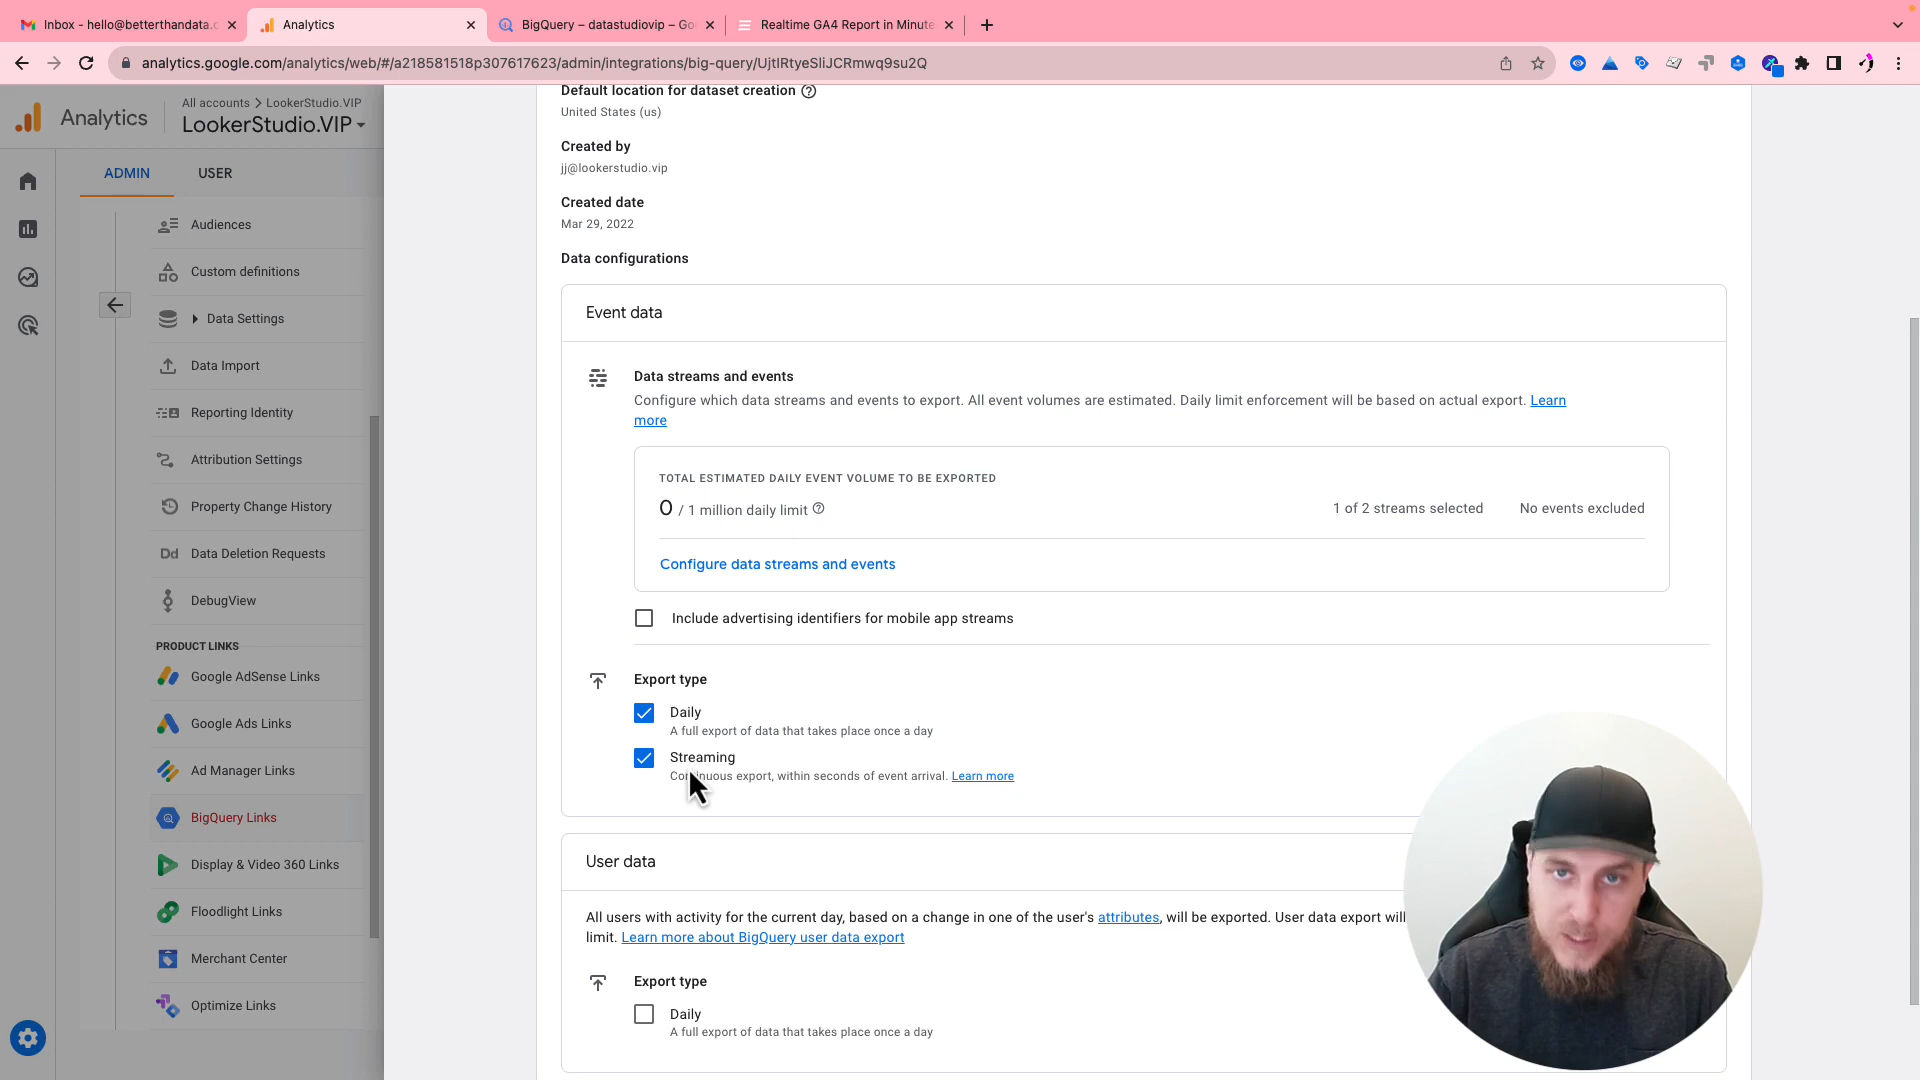 Inbox - hello@betterthandata.c
Analytics
BigQuery – datastudiovip – Go
Realtime GA4 Report in Minute
analytics.google.com/analytics/web/#/a218581518p307617623/admin/integrations/big-query/UjtIRtyeSliJCRmwq9su2Q
Analytics
All accounts > LookerStudio.VIP
LookerStudio.VIP
ADMIN
USER
Audiences
Custom definitions
Data Settings
Data Import
Reporting Identity
Attribution Settings
Property Change History
Dd Data Deletion Requests
DebugView
PRODUCT LINKS
Google AdSense Links
Google Ads Links
Ad Manager Links
BigQuery Links
Display & Video 360 Links
Floodlight Links
Merchant Center
Optimize Links
Default location for dataset creation
United States (us)
Created by
jj@lookerstudio.vip
Created date
Mar 29, 2022
Data configurations
Event data
Data streams and events
Configure which data streams and events to export. All event volumes are estimated. Daily limit enforcement will be based on actual export. Learn
more
TOTAL ESTIMATED DAILY EVENT VOLUME TO BE EXPORTED
0 / 1 million daily limit
1 of 2 streams selected
No events excluded
Configure data streams and events
Include advertising identifiers for mobile app streams
Export type
Daily
A full export of data that takes place once a day
Streaming
Continuous export, within seconds of event arrival. Learn more
User data
All users with activity for the current day, based on a change in one of the user's attributes, will be exported. User data export will
limit. Learn more about BigQuery user data export
Export type
Daily
A full export of data that takes place once a day